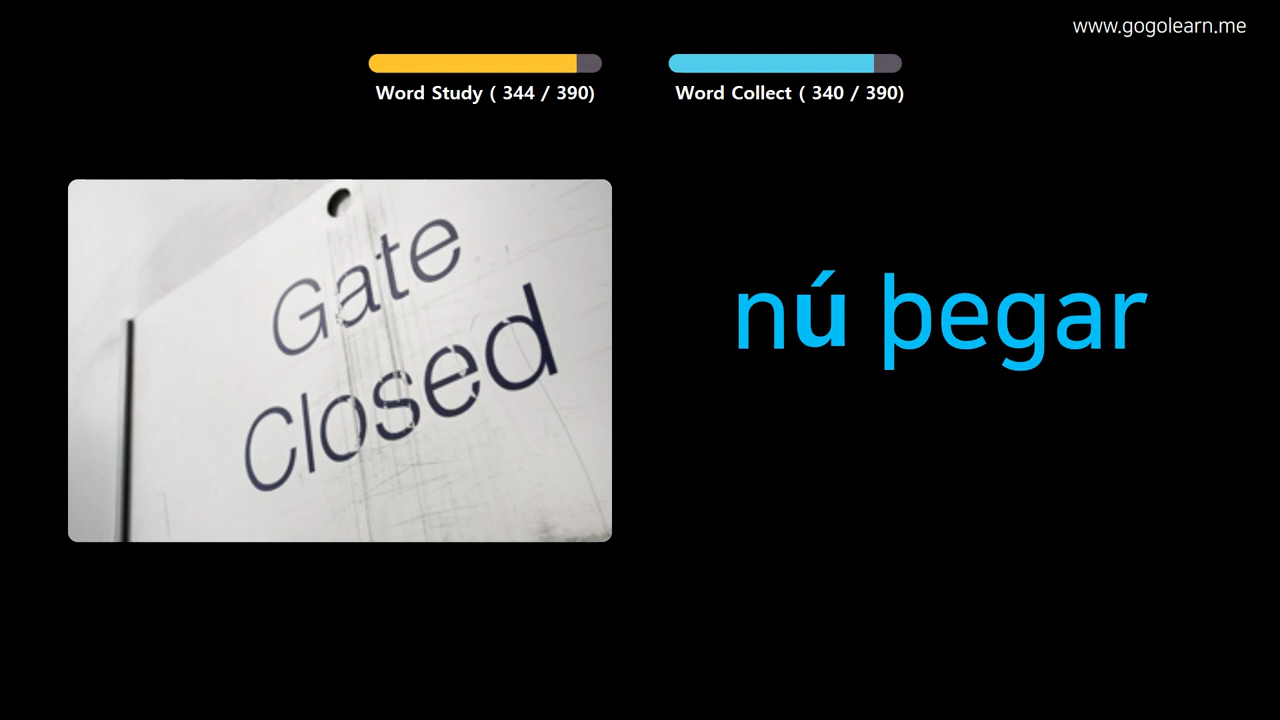 www.gogolearn.me
Word Study ( 344 / 390)
Word Collect ( 340 / 390)
Gate
Closed
nú þegar